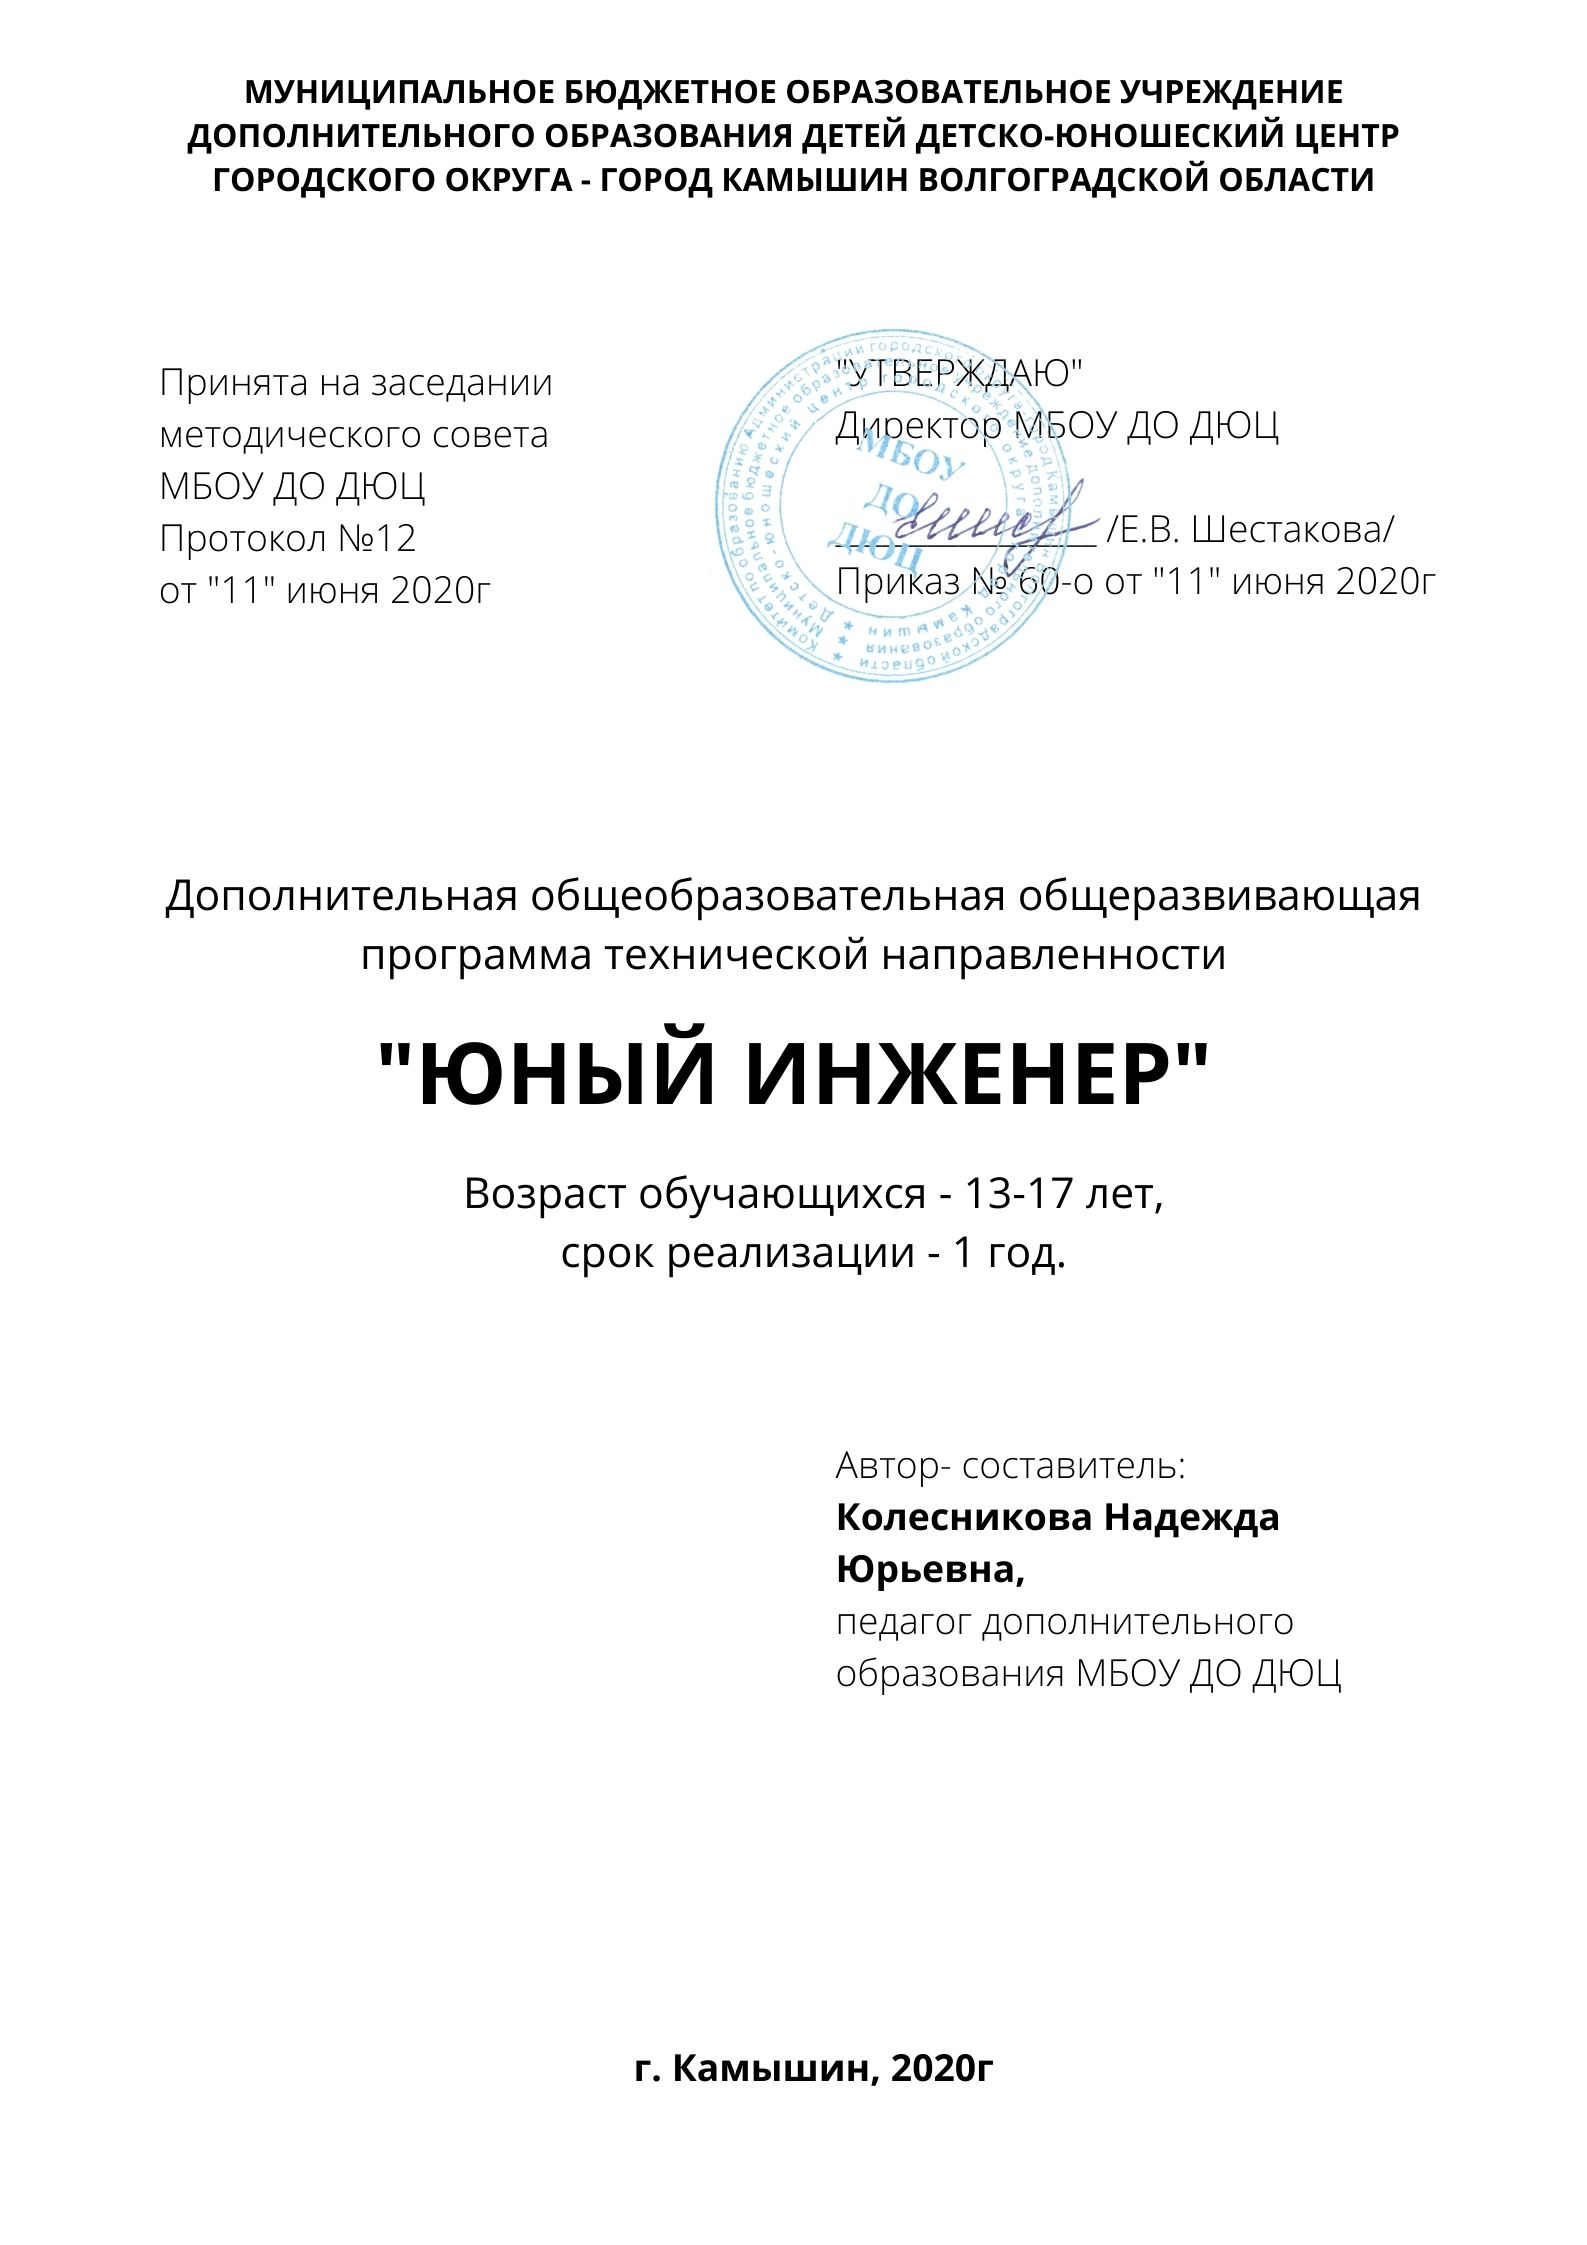 МУНИЦИПАЛЬНОЕ БЮДЖЕТНОЕ ОБРАЗОВАТЕЛЬНОЕ УЧРЕЖДЕНИЕ
ДОПОЛНИТЕЛЬНОГО ОБРАЗОВАНИЯ ДЕТЕЙ ДЕТСКО-ЮНОШЕСКИЙ ЦЕНТР
ГОРОДСКОГО ОКРУГА - ГОРОД КАМЫШИН ВОЛГОГРАДСКОЙ ОБЛАСТИ
Принята на заседании
методического совета
МБОУ ДО ДЮЦ
Протокол №12
от "11" июня 2020г
"УТВЕРЖДАЮ"
Директор МБОУ ДО ДЮЦ
/Е.В. Шестакова/
Приказ № 60-о от "11" июня 2020г
МБОУ
ДО
ДЮЦ
Дополнительная общеобразовательная общеразвивающая
программа технической направленности
"ЮНЫЙ ИНЖЕНЕР"
Возраст обучающихся - 13-17 лет,
срок реализации - 1 год.
Автор- составитель:
Колесникова Надежда
Юрьевна,
педагог дополнительного
образования МБОУ ДО ДЮЦ
г. Камышин, 2020г